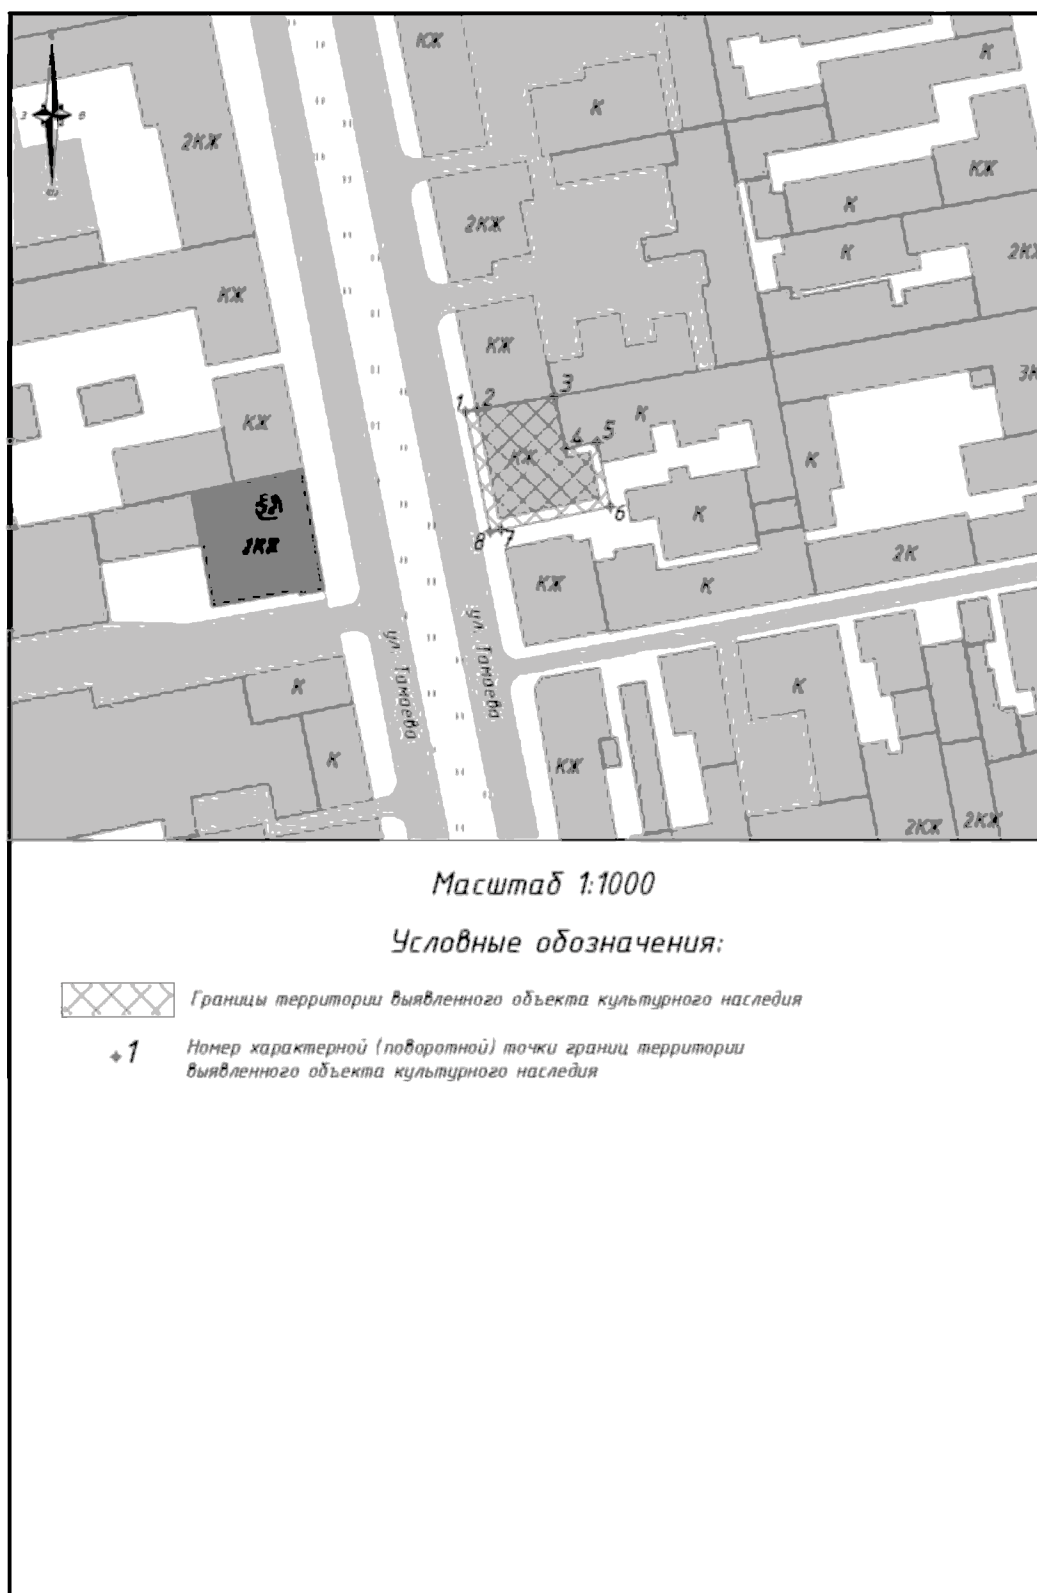 КЖ
К
К
З
В
2КЖ
КЖ
2КЖ
К
К
2КЖ
КЖ
КЖ
3
1
2
К
КЖ
5
4
КЖ
К
6
К
7
8
2К
КЖ
К
ул. Тамаева
ул. Тамаева
К
К
К
КЖ
2КЖ
2КЖ
Масштаб 1:1000
Условные обозначения:
Границы территории выявленного объекта культурного наследия
1
Номер характерной (поворотной) точки границ территории
выявленного объекта культурного наследия